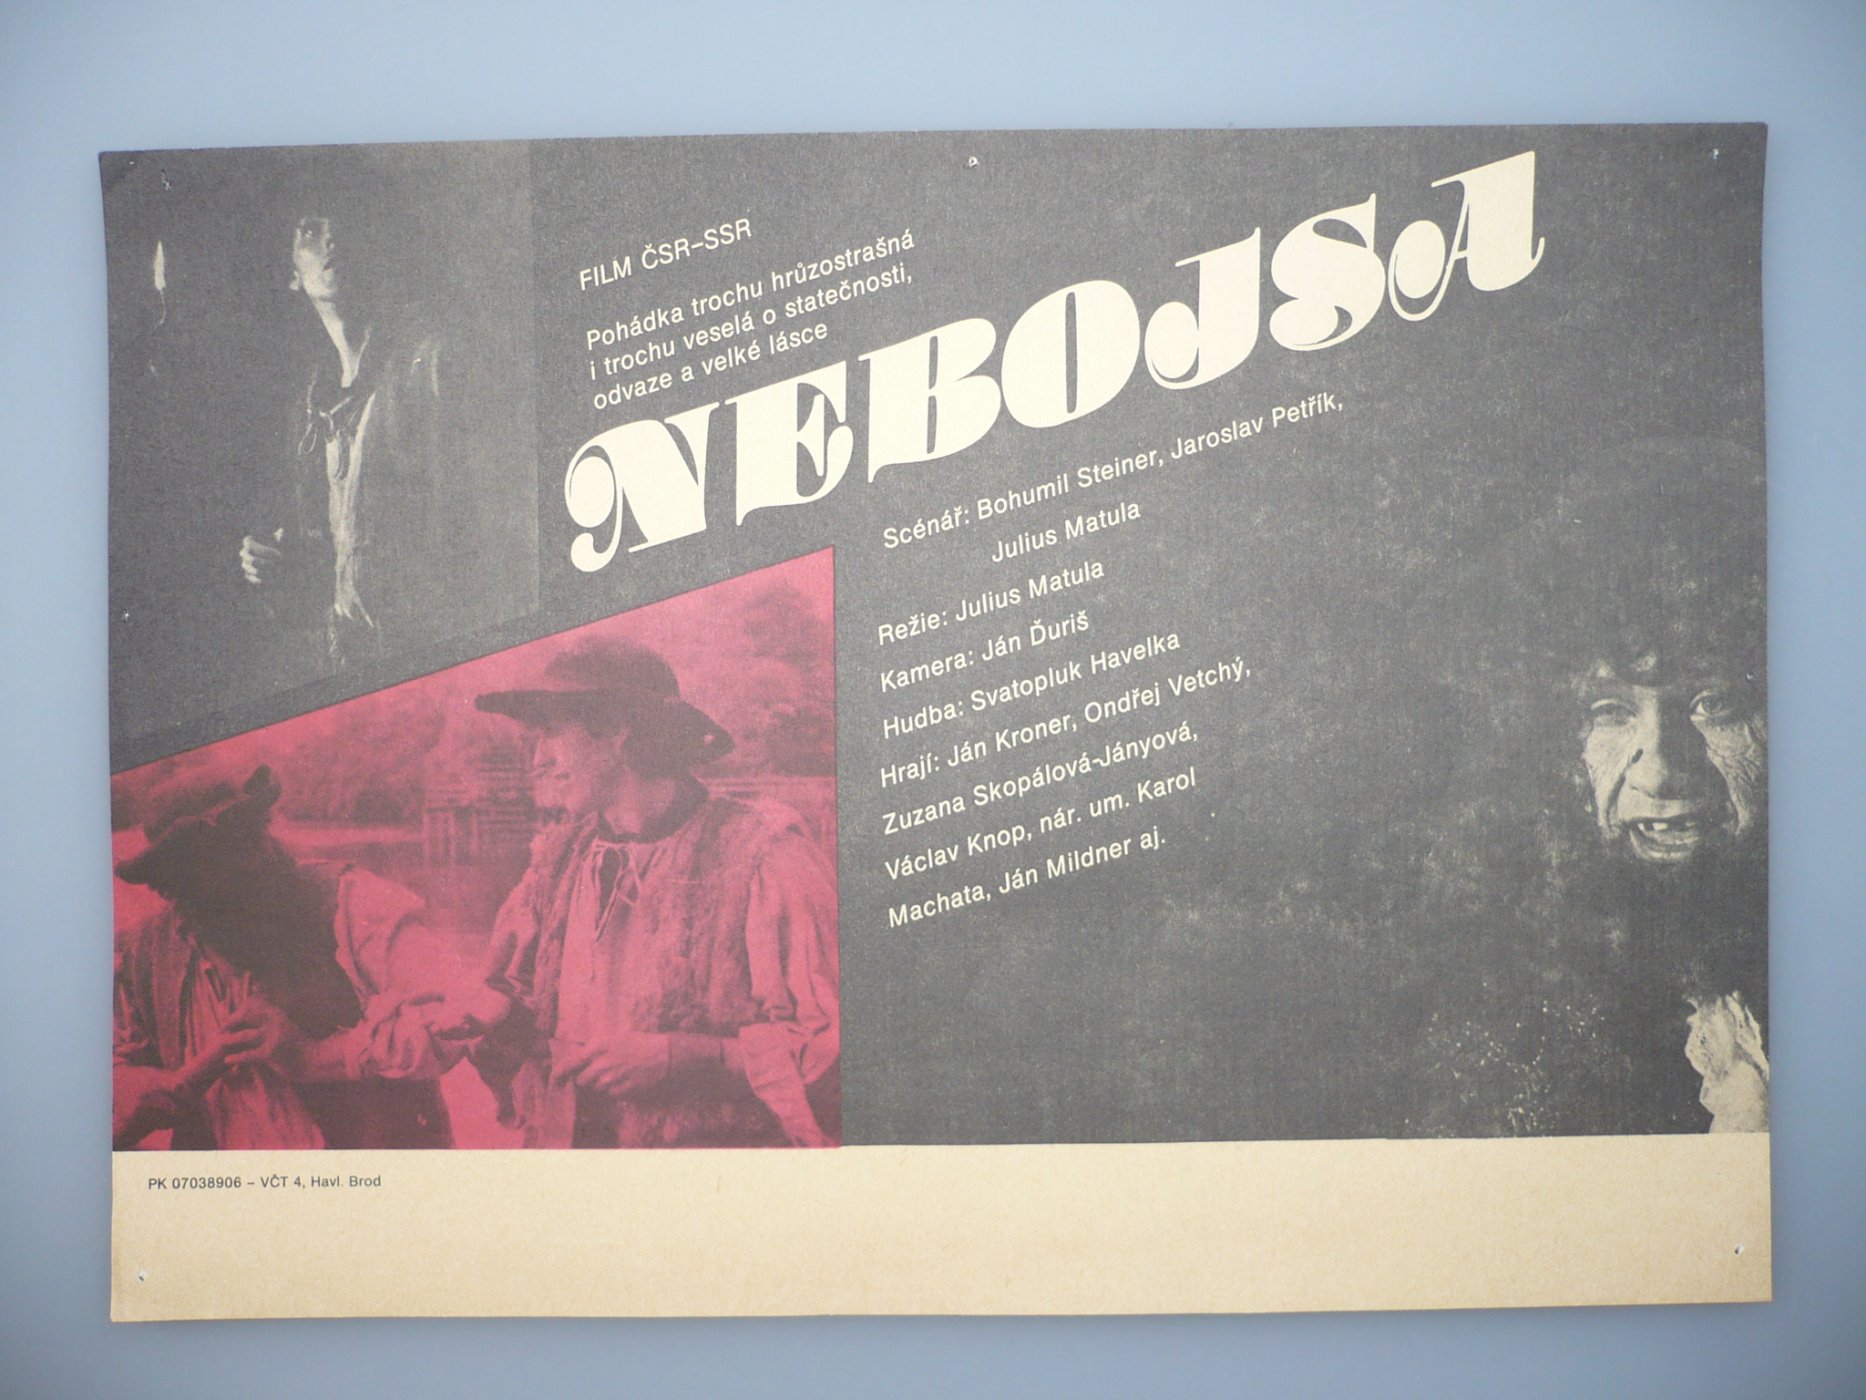 FILM ČSR–SSR
Pohádka trochu hrůzostrašná
i trochu veselá o statečnosti,
odvaze a velké lásce
NEBOJSA
Scénář: Bohumil Steiner, Jaroslav Petřík,
Julius Matula
Režie: Julius Matula
Kamera: Ján Ďuriš
Hudba: Svatopluk Havelka
Hrají: Ján Kroner, Ondřej Vetchý,
Zuzana Skopálová-Jányová,
Václav Knop, nár. um. Karol
Machata, Ján Mildner aj.
PK 07038906 – VČT 4, Havl. Brod